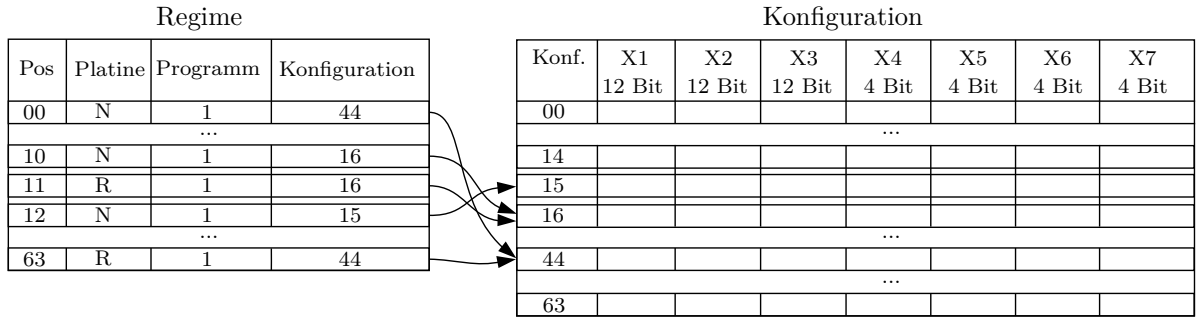 Regime
Pos Platine Programm Konfiguration
00 N 1 44
...
10 N 1 16
11 R 1 16
12 N 1 15
...
63 R 1 44
Konfiguration
Konf. X1 X2 X3 X4 X5 X6 X7
12 Bit 12 Bit 12 Bit 4 Bit 4 Bit 4 Bit 4 Bit
00
...
14
15
16
...
44
...
63